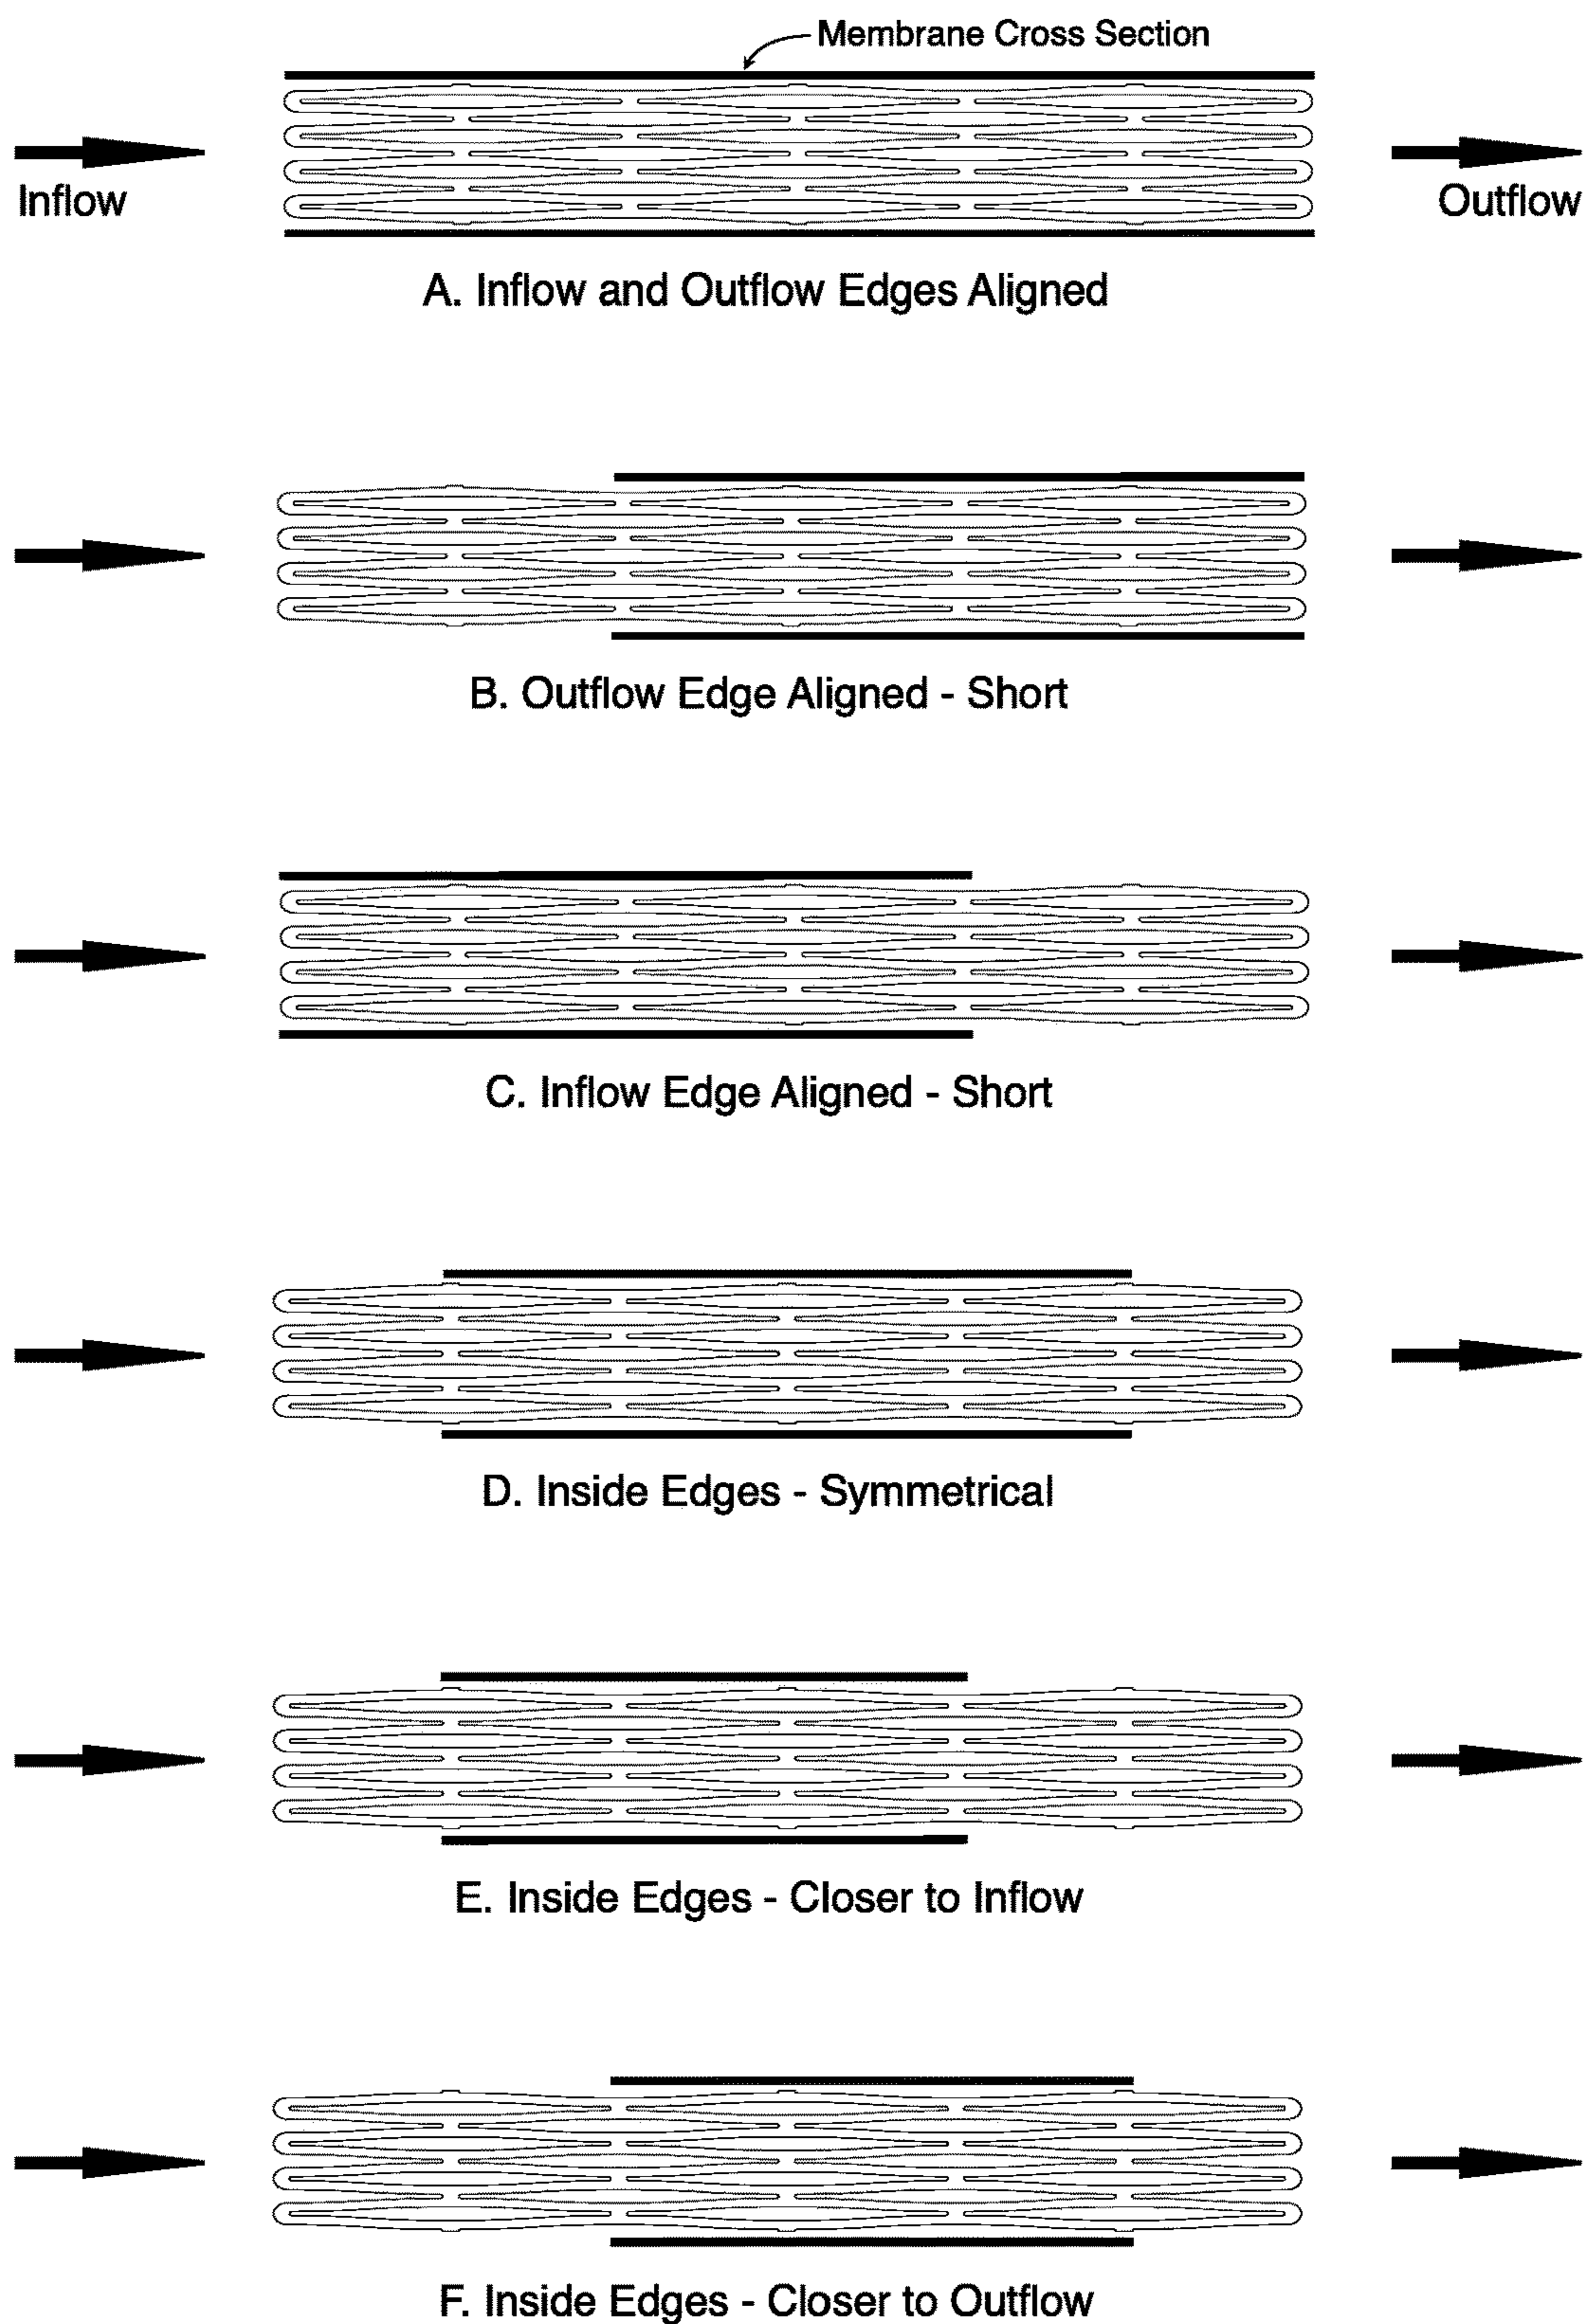 Membrane Cross Section
Inflow
Outflow
A. Inflow and Outflow Edges Aligned
B. Outflow Edge Aligned - Short
C. Inflow Edge Aligned - Short
D. Inside Edges - Symmetrical
E. Inside Edges - Closer to Inflow
F. Inside Edges - Closer to Outflow